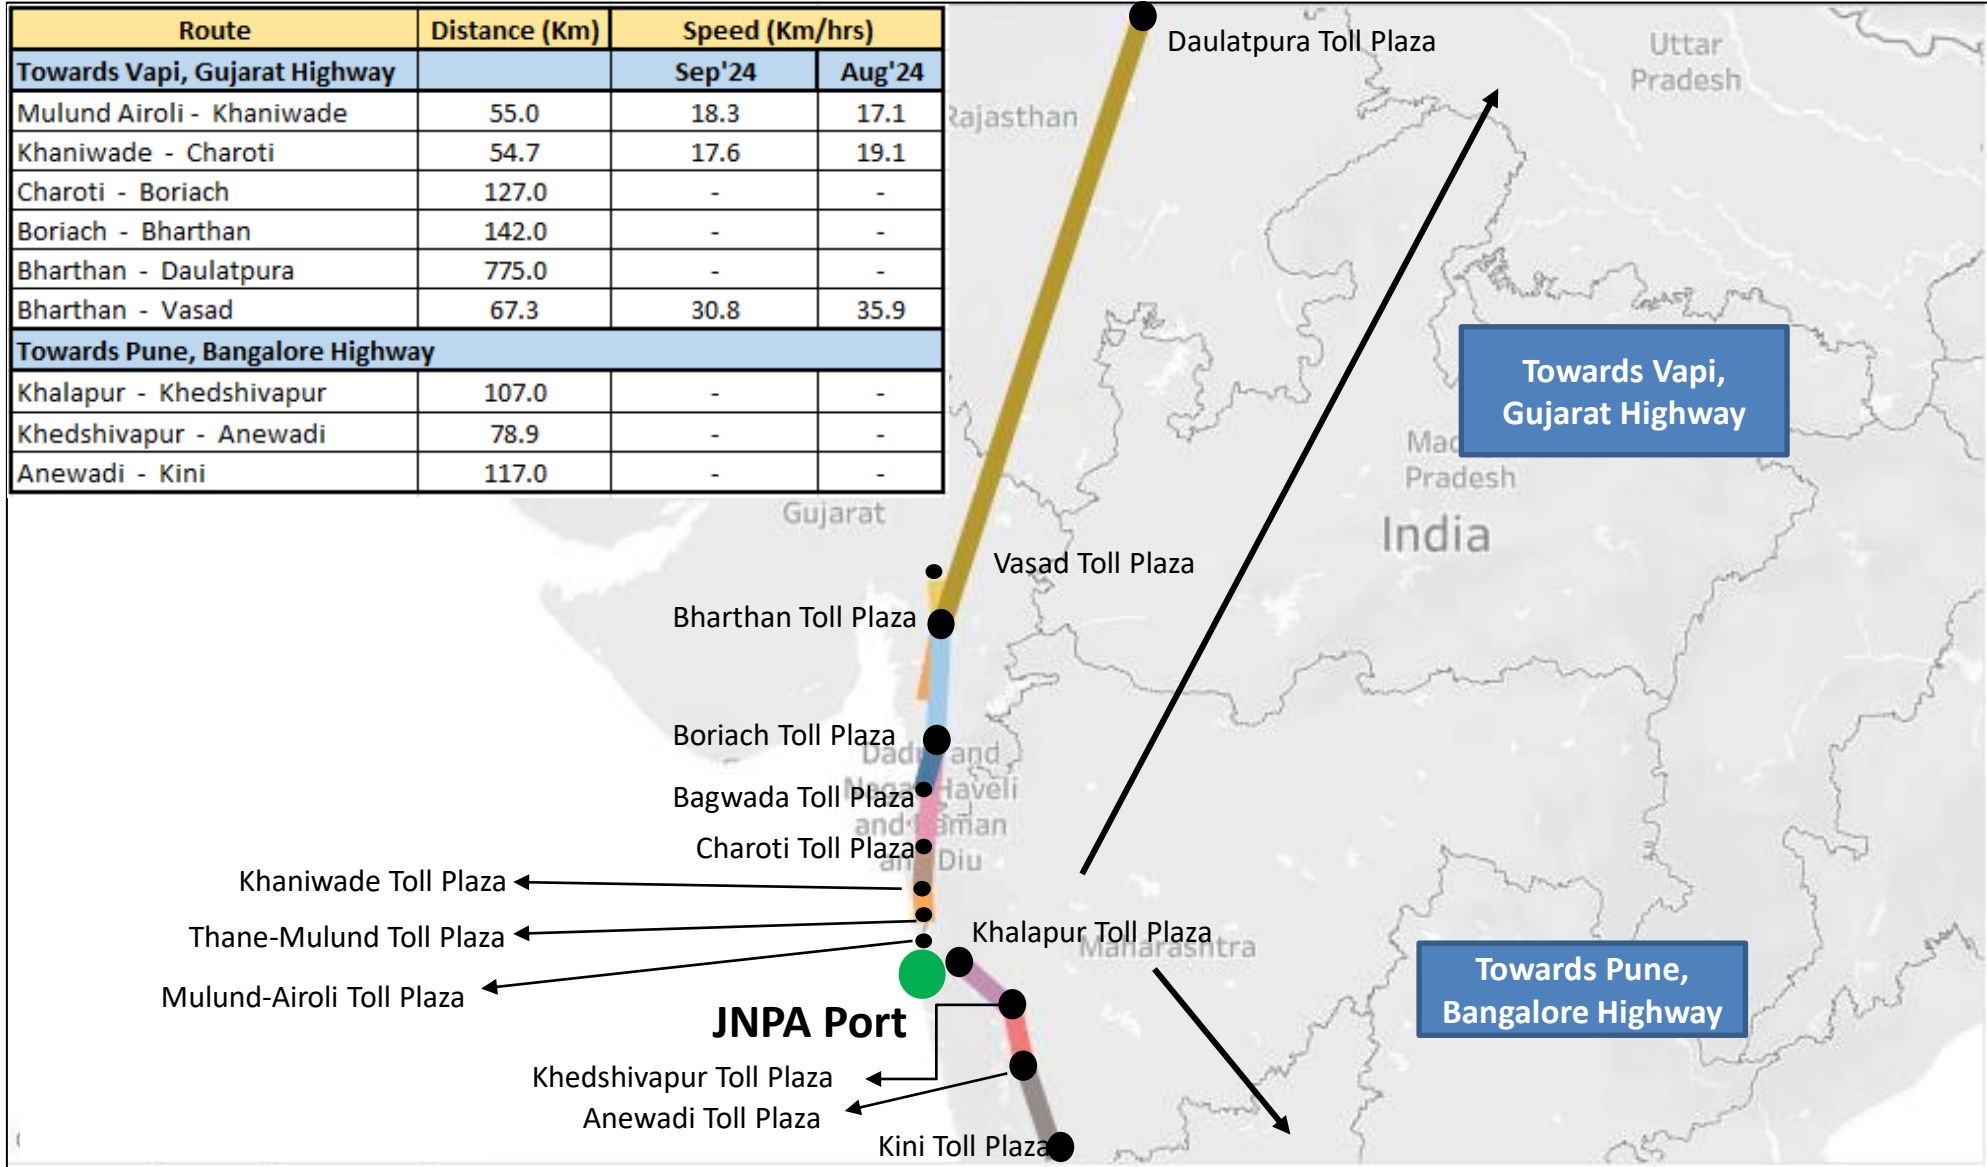 Route Distance (Km) Speed (Km/hrs)
Towards Vapi, Gujarat Highway Sep'24 Aug'24
Mulund Airoli - Khaniwade 55.0 18.3 17.1
Khaniwade - Charoti 54.7 17.6 19.1
Charoti - Boriach 127.0 - -
Boriach - Bharthan 142.0 - -
Bharthan - Daulatpura 775.0 - -
Bharthan - Vasad 67.3 30.8 35.9
Towards Pune, Bangalore Highway
Khalapur - Khedshivapur 107.0 - -
Khedshivapur - Anewadi 78.9 - -
Anewadi - Kini 117.0 - -
Daulatpura Toll Plaza
Uttar
Pradesh
Rajasthan
Towards Vapi,
Gujarat Highway
Pradesh
India
Gujarat
Vasad Toll Plaza
Bharthan Toll Plaza
Boriach Toll Plaza
and
Haveli
Bagwada Toll Plaza
and
Charoti Toll Plaza
Diu
Khaniwade Toll Plaza
Thane-Mulund Toll Plaza
Khalapur Toll Plaza
Maharashtra
Mulund-Airoli Toll Plaza
JNPA Port
Towards Pune,
Bangalore Highway
Khedshivapur Toll Plaza
Anewadi Toll Plaza
Kini Toll Plaza